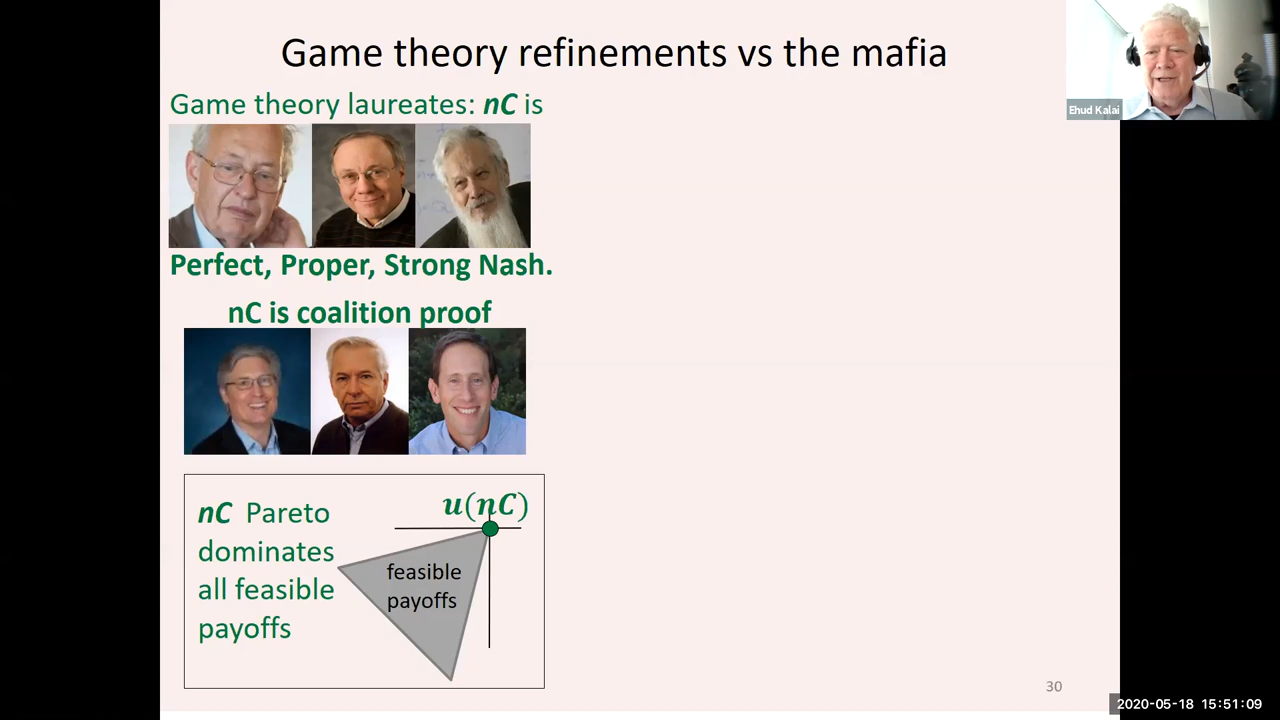 Game theory refinements vs the mafia
Ehud Kalai
Game theory laureates: nC is
Perfect, Proper, Strong Nash.
nC is coalition proof
u(nC)
nC Pareto
dominates
all feasible
payoffs
feasible
payoffs
30
2020-05-18 15:51:09